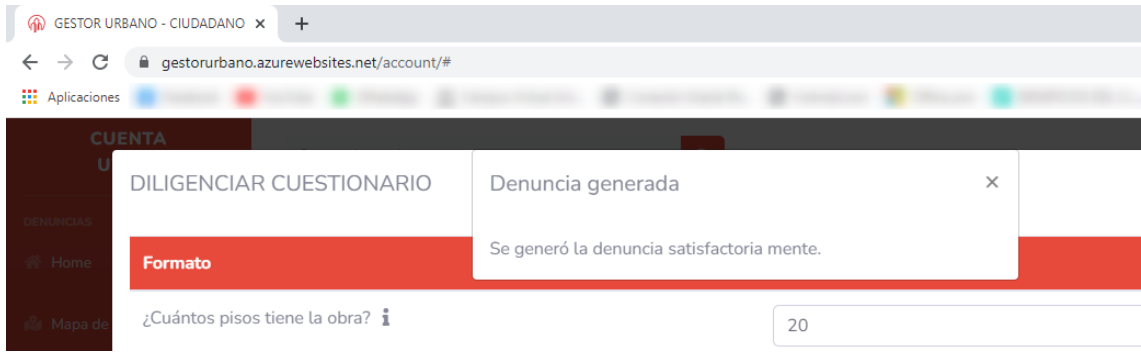 GESTOR URBANO - CIUDADANO
gestorurbano.azurewebsites.net/account/#
Aplicaciones
CUENTA
U
DILIGENCIAR CUESTIONARIO
Denuncia generada
DENUNCIAS
Se generó la denuncia satisfactoria mente.
Home
Formato
Mapa de
¿Cuántos pisos tiene la obra?
20